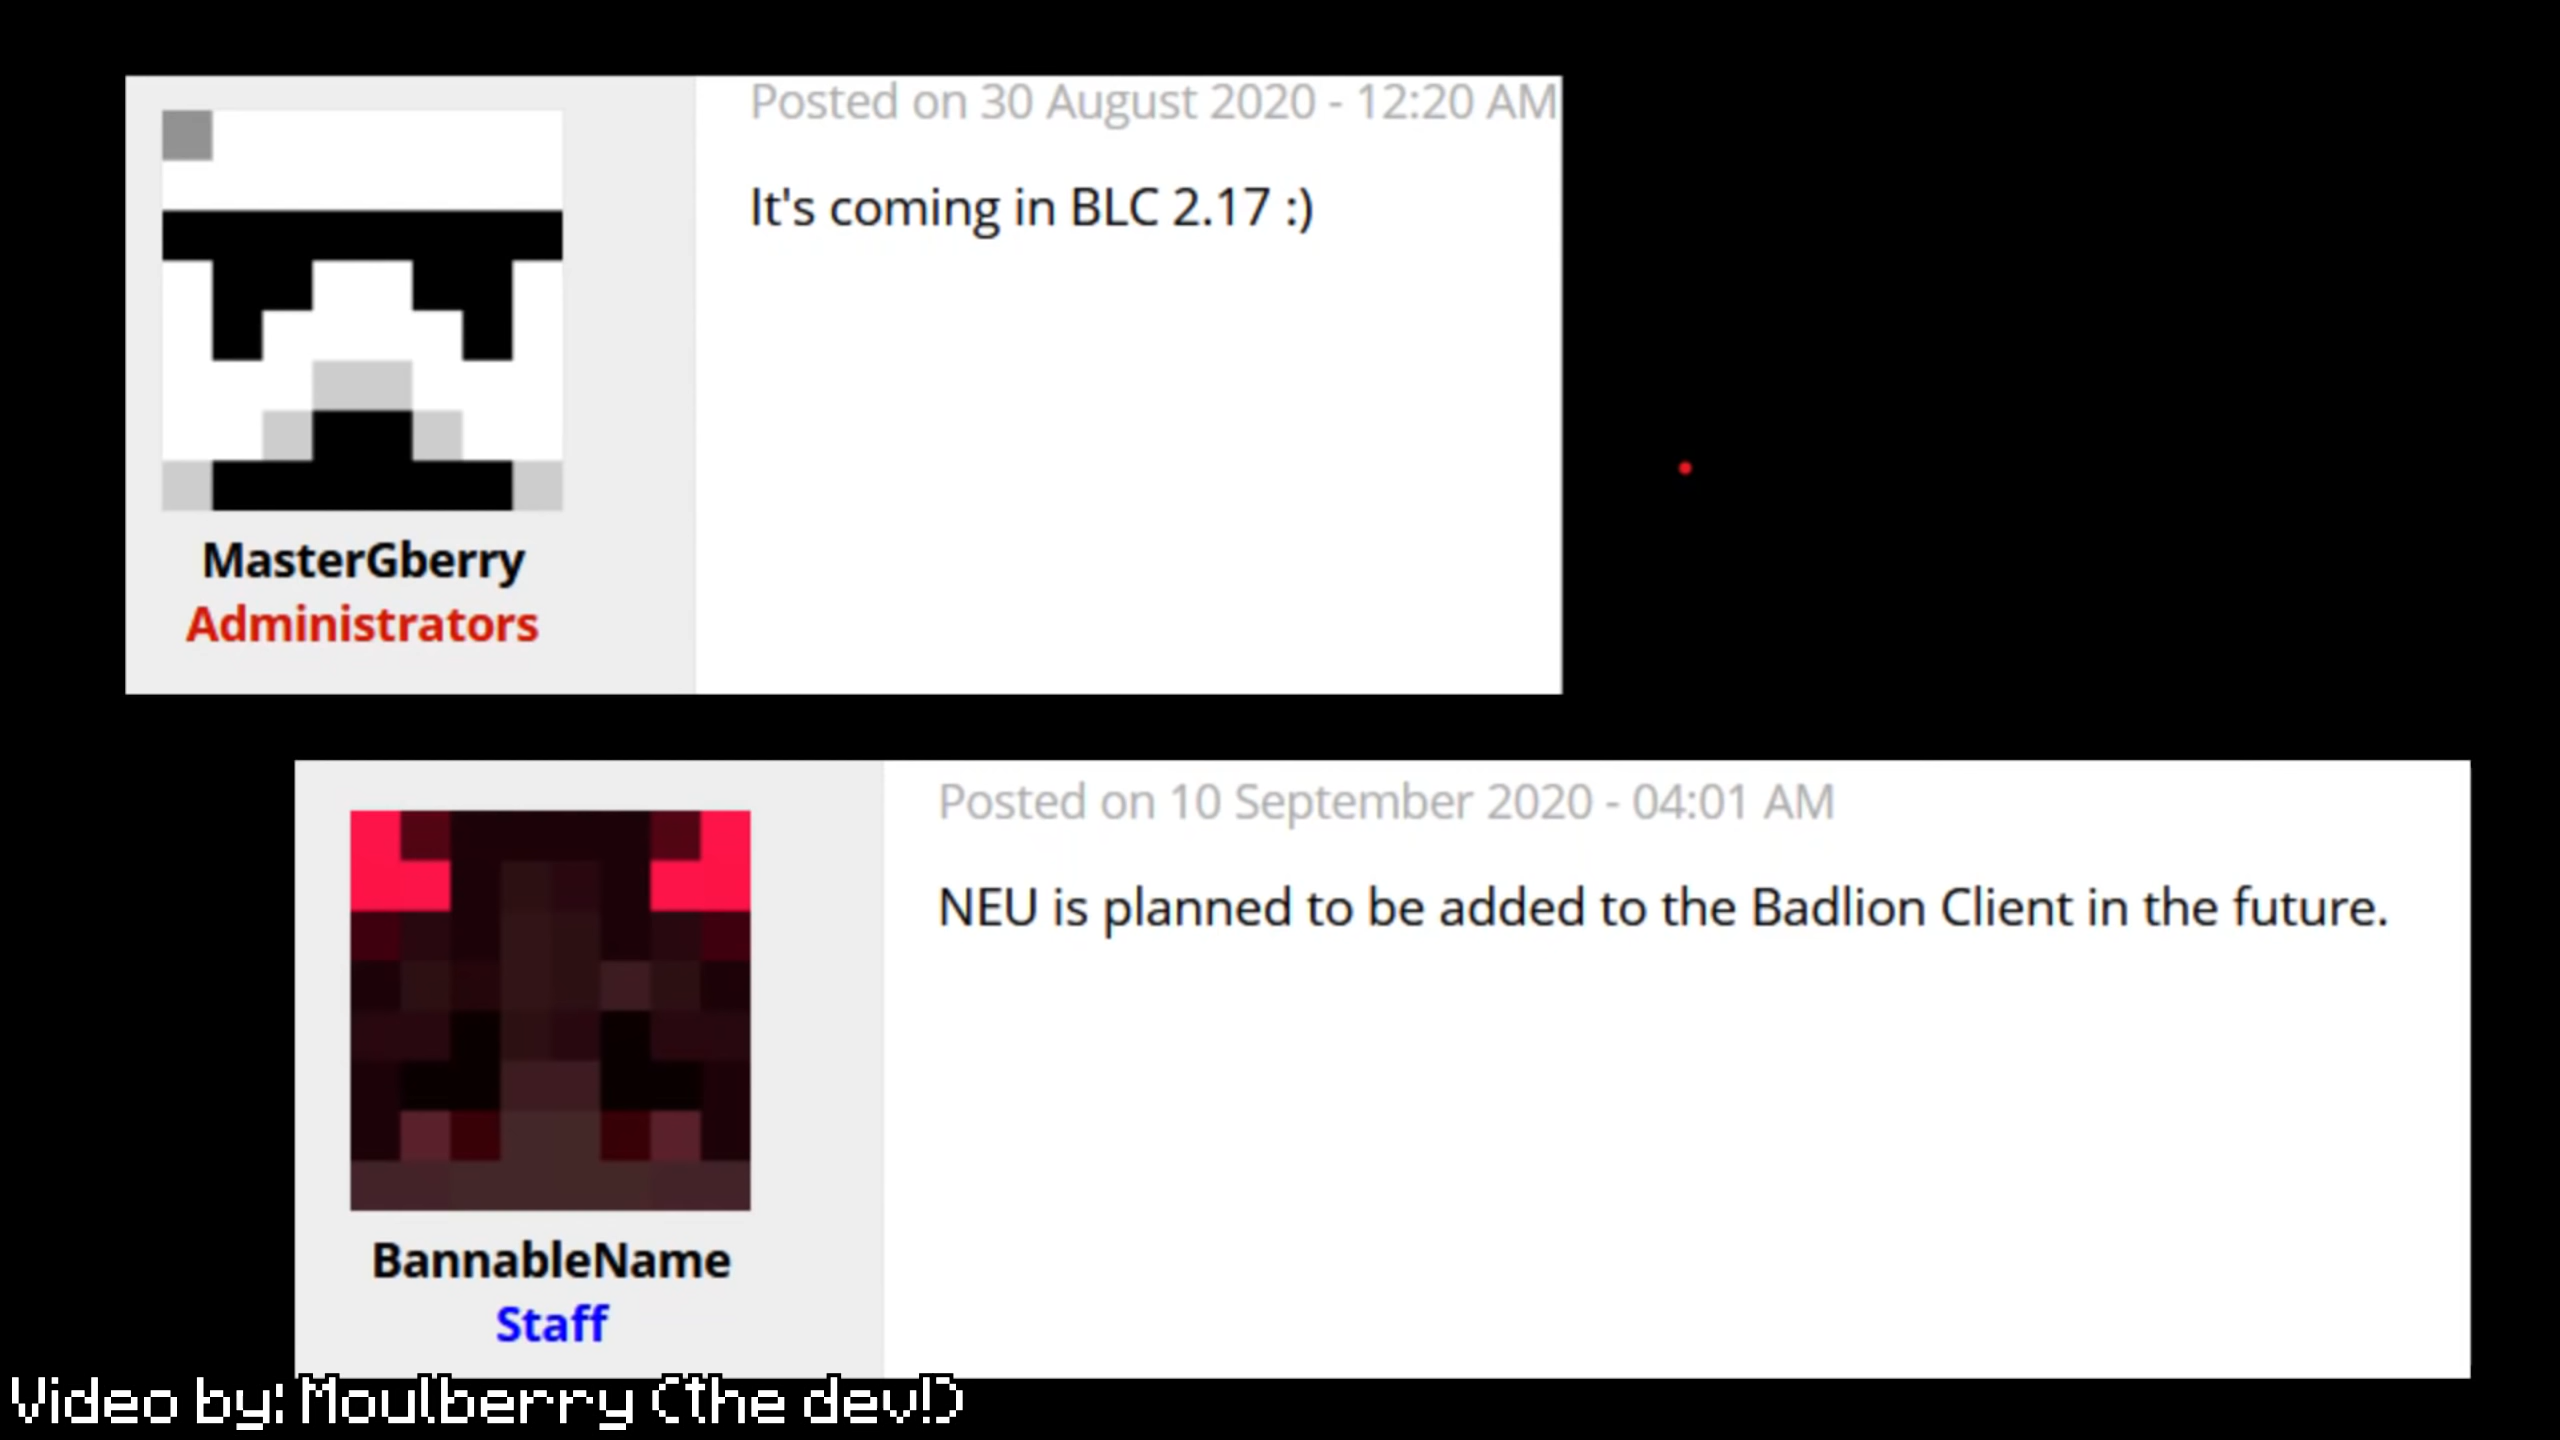 Posted on 30 August 2020 - 12:20 AM
It's coming in BLC 2.17 :)
MasterGberry
Administrators
Posted on 10 September 2020 - 04:01 AM
NEU is planned to be added to the Badlion Client in the future.
BannableName
Staff
Video by: Moulberry (the dev!)